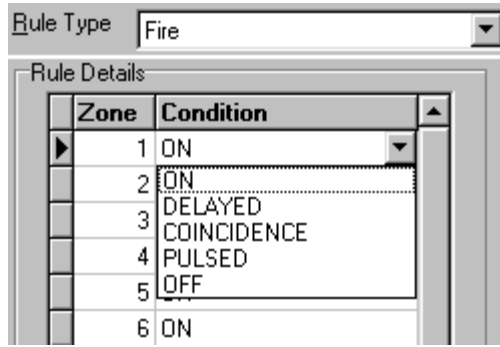 Rule Type Fire
Rule Details
Zone Condition
1 ON
2 ON
3 DELAYED
COINCIDENCE
4 PULSED
5 OFF
6 ON